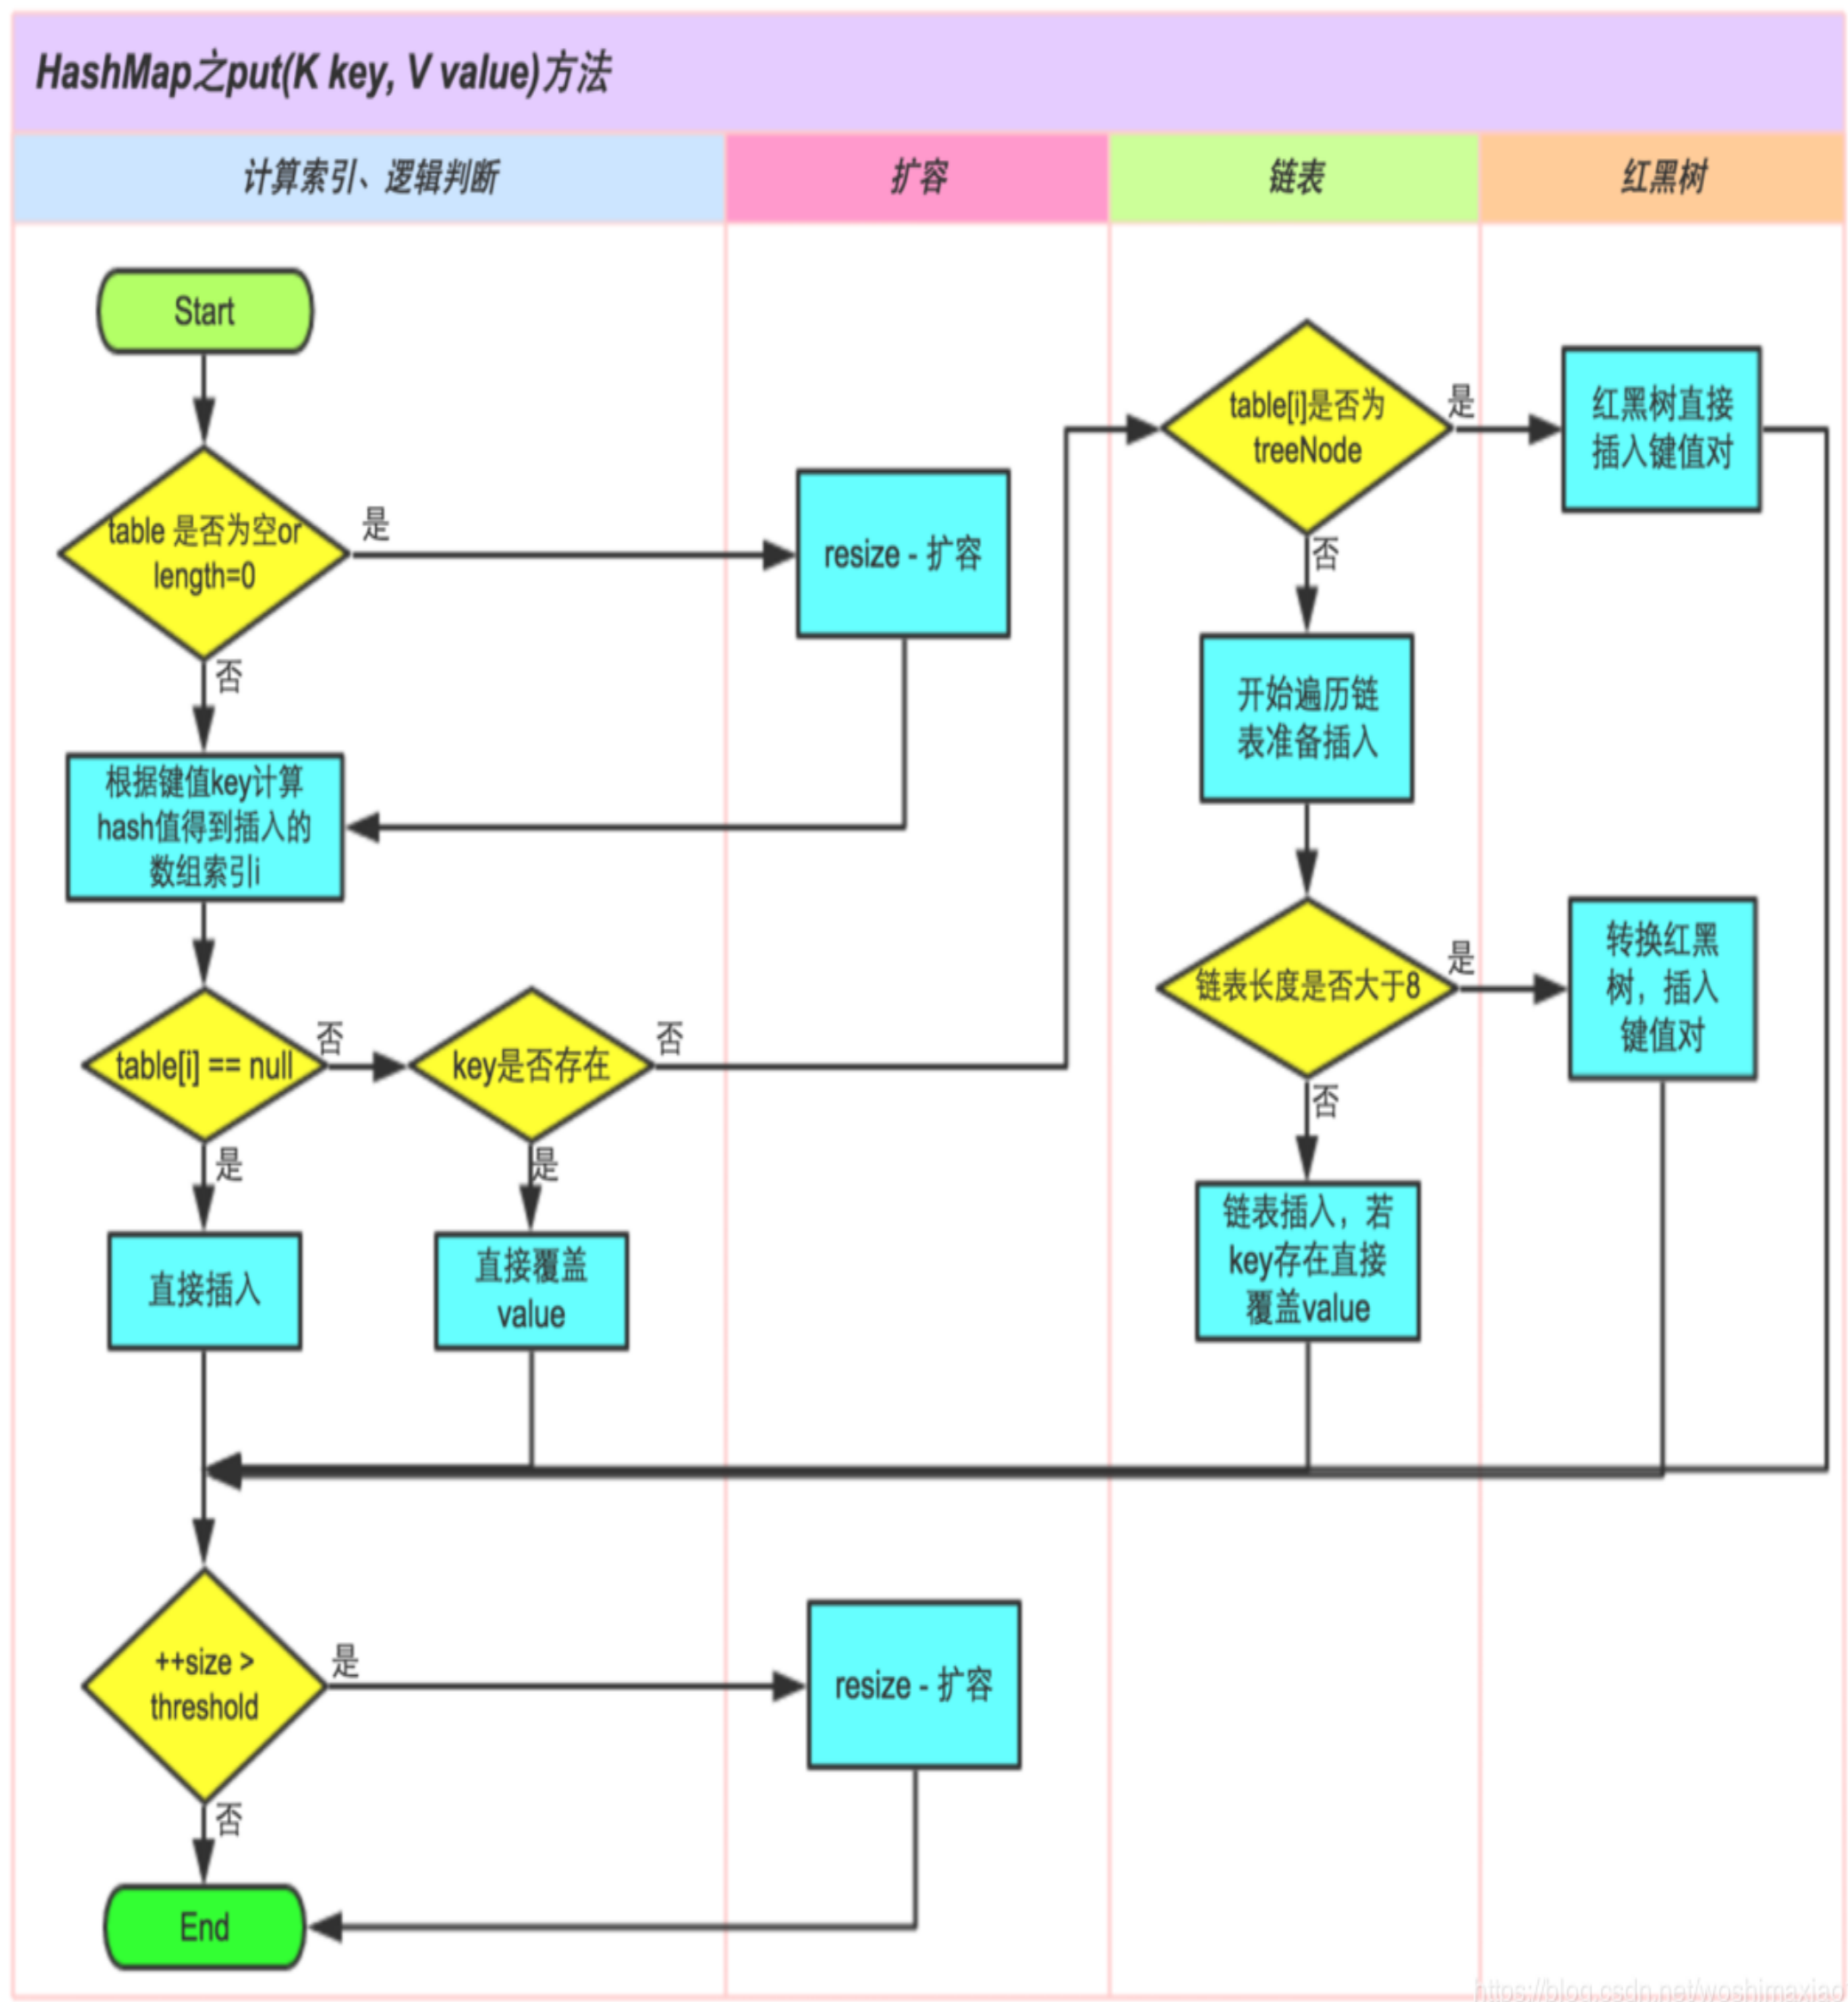 HashMap之put(K key, V value)方法
计算索引、逻辑判断
扩容
链表
红黑树
Start
table 是否为空or
length=0
是
否
resize - 扩容
根据键值key计算
hash值得到插入的
数组索引i
table[i] == null
否
是
key是否存在
否
是
直接插入
直接覆盖
value
table[i]是否为
treeNode
是
否
红黑树直接
插入键值对
开始遍历链
表准备插入
链表长度是否大于8
是
否
转换红黑
树，插入
键值对
链表插入，若
key存在直接
覆盖value
++size >
threshold
是
否
resize - 扩容
End
https://blog.csdn.net/woshimaxiao